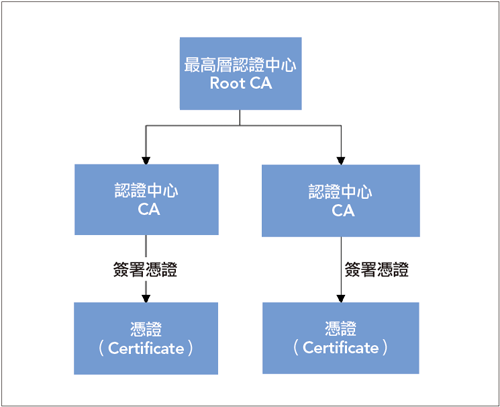 最高層認證中心
Root CA
認證中心
CA
認證中心
CA
簽署憑證
簽署憑證
憑證
（Certificate）
憑證
（Certificate）